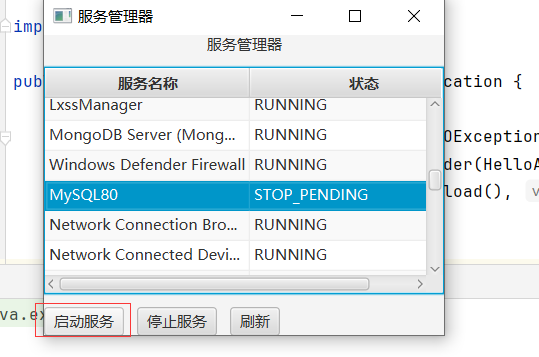 服务管理器
服务管理器
imp
服务名称 状态
pub
cation {
LxssManager RUNNING
MongoDB Server (Mong... RUNNING
OException
Windows Defender Firewall RUNNING
der(HelloA
MySQL80 STOP_PENDING
load(),
Network Connection Bro... RUNNING
Network Connected Devi... RUNNING
va.ex
启动服务 停止服务 刷新